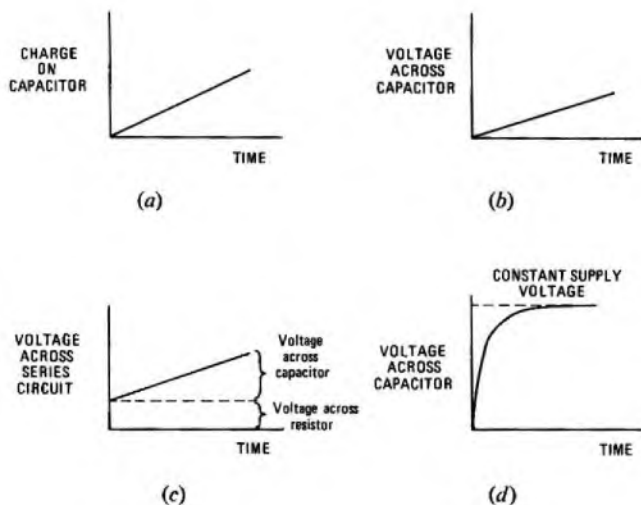 CHARGE
ON
CAPACITOR
TIME
(a)
VOLTAGE
ACROSS
CAPACITOR
TIME
(b)
VOLTAGE
ACROSS
SERIES
CIRCUIT
Voltage
across
capacitor
Voltage across
resistor
TIME
(c)
CONSTANT SUPPLY
VOLTAGE
VOLTAGE
ACROSS
CAPACITOR
TIME
(d)